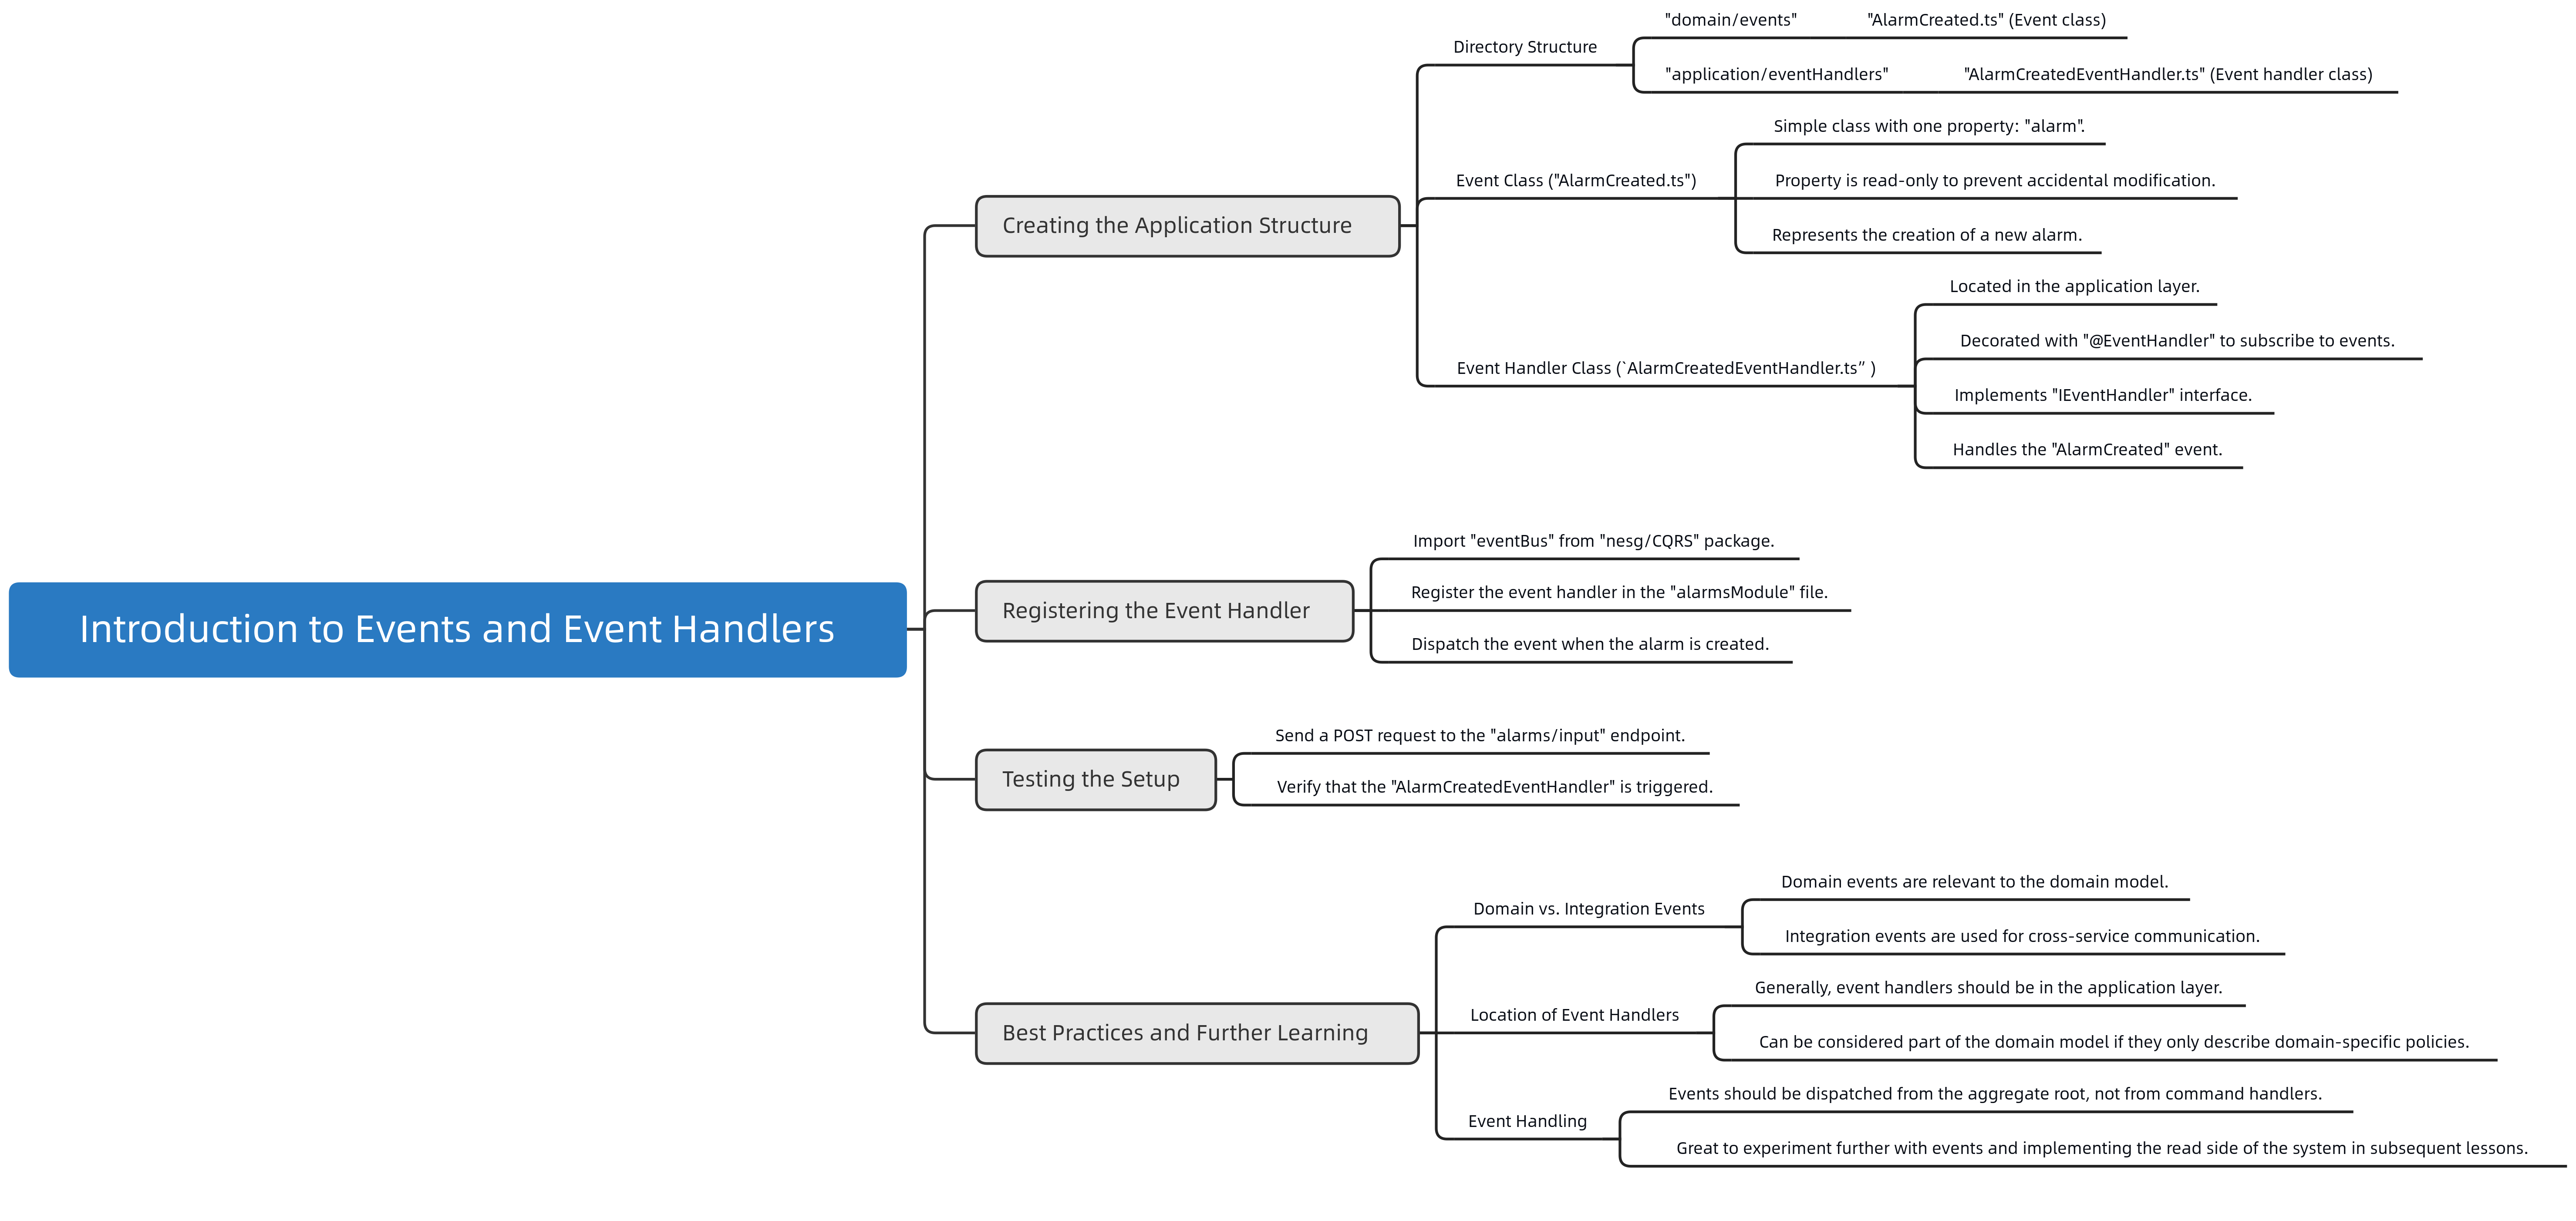 Introduction to Events and Event Handlers
Creating the Application Structure
Directory Structure
"domain/events"
"AlarmCreated.ts" (Event class)
"application/eventHandlers"
"AlarmCreatedEventHandler.ts" (Event handler class)
Event Class ("AlarmCreated.ts")
Simple class with one property: "alarm".
Property is read-only to prevent accidental modification.
Represents the creation of a new alarm.
Event Handler Class (`AlarmCreatedEventHandler.ts” )
Located in the application layer.
Decorated with "@EventHandler" to subscribe to events.
Implements "IEventHandler" interface.
Handles the "AlarmCreated" event.
Registering the Event Handler
Import "eventBus" from "nesg/CQRS" package.
Register the event handler in the "alarmsModule" file.
Dispatch the event when the alarm is created.
Testing the Setup
Send a POST request to the "alarms/input" endpoint.
Verify that the "AlarmCreatedEventHandler" is triggered.
Best Practices and Further Learning
Domain vs. Integration Events
Domain events are relevant to the domain model.
Integration events are used for cross-service communication.
Location of Event Handlers
Generally, event handlers should be in the application layer.
Can be considered part of the domain model if they only describe domain-specific policies.
Event Handling
Events should be dispatched from the aggregate root, not from command handlers.
Great to experiment further with events and implementing the read side of the system in subsequent lessons.